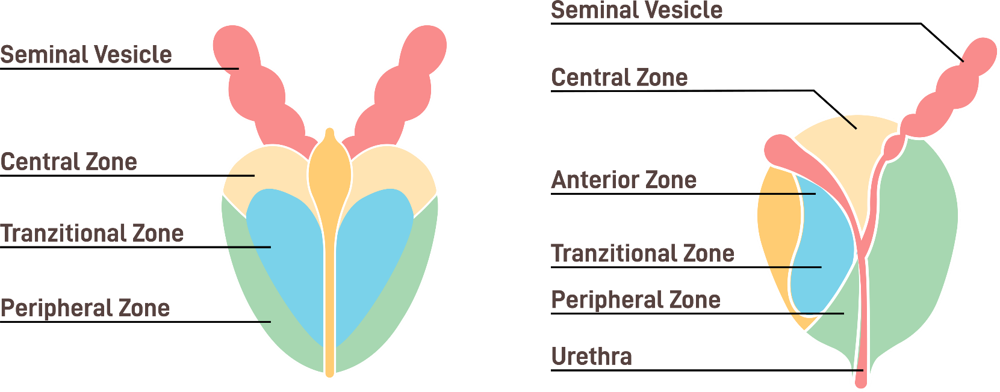 Seminal Vesicle
Central Zone
Tranzitional Zone
Peripheral Zone
Seminal Vesicle
Central Zone
Anterior Zone
Tranzitional Zone
Peripheral Zone
Urethra